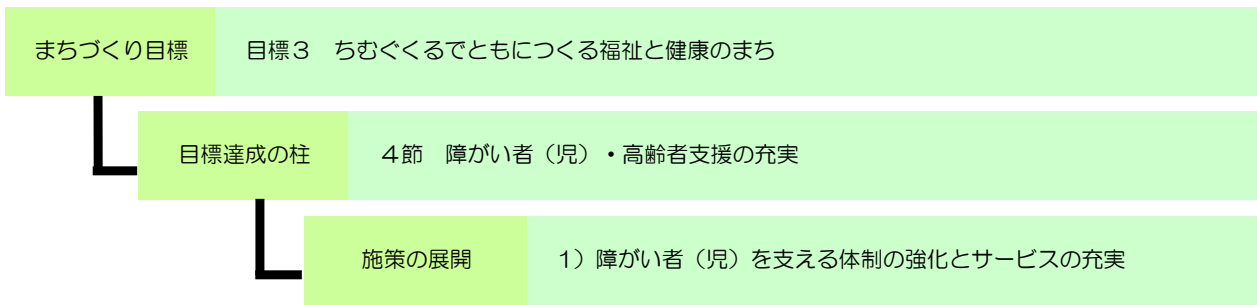 まちづくり目標　目標３　ちむぐくるでともにつくる福祉と健康のまち
目標達成の柱　４節　障がい者（児）・高齢者支援の充実
施策の展開　1）障がい者（児）を支える体制の強化とサービスの充実